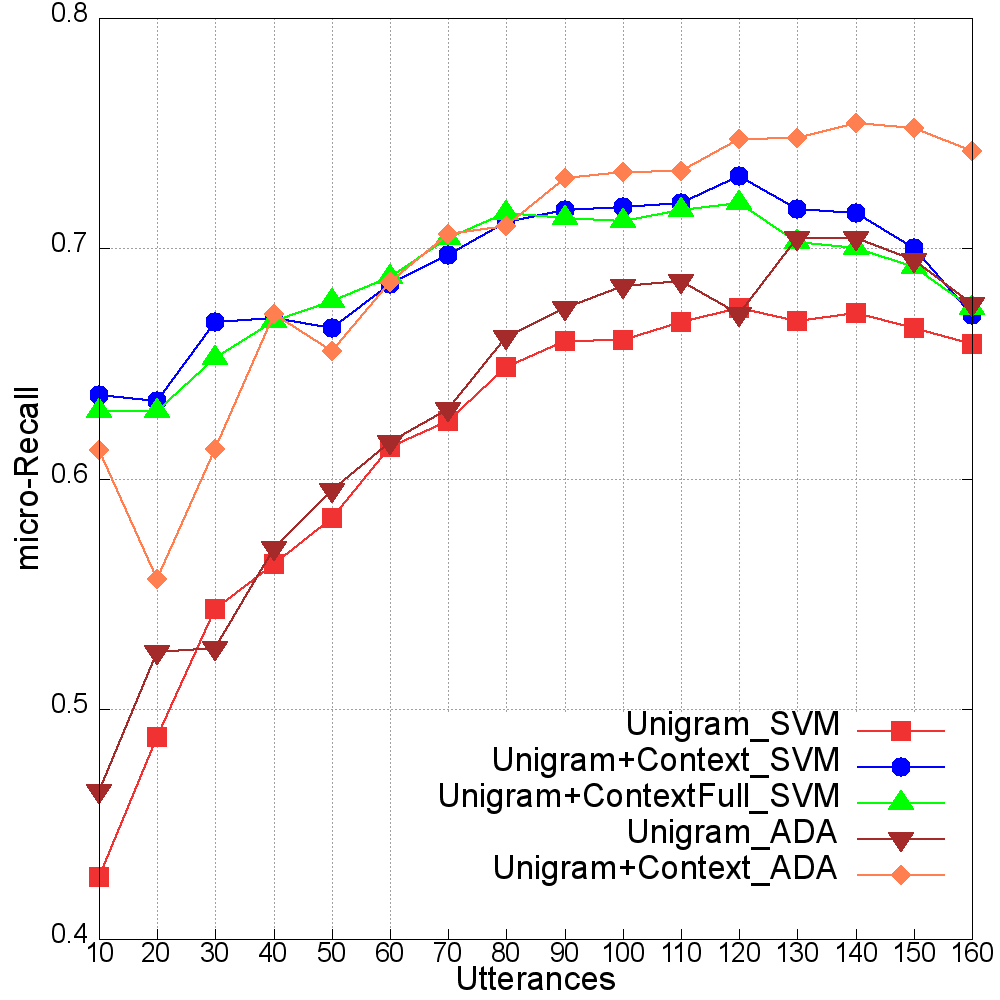 0.8
0.7
0.6
0.5
0.4
micro-Recall
Unigram_SVM
Unigram+Context_SVM
Unigram+ContextFull_SVM
Unigram_ADA
Unigram+Context_ADA
10 20 30 40 50 60 70 80 90 100 110 120 130 140 150 160
Utterances